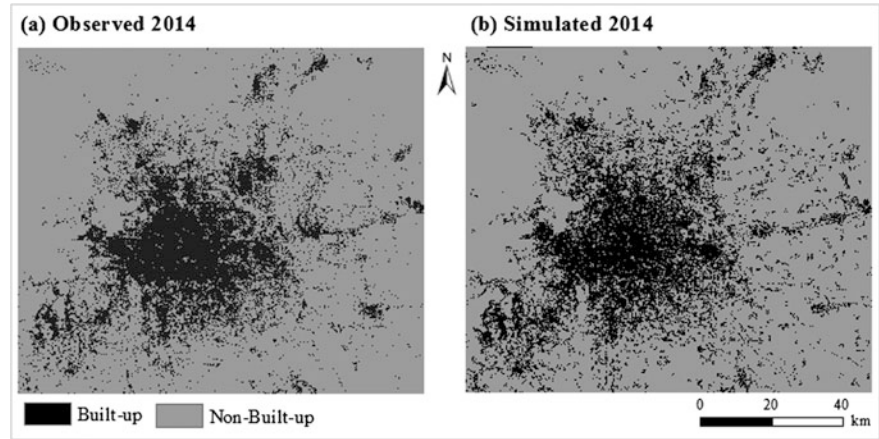 (a) Observed 2014
(b) Simulated 2014
N
Built-up
Non-Built-up
0 20 40
km